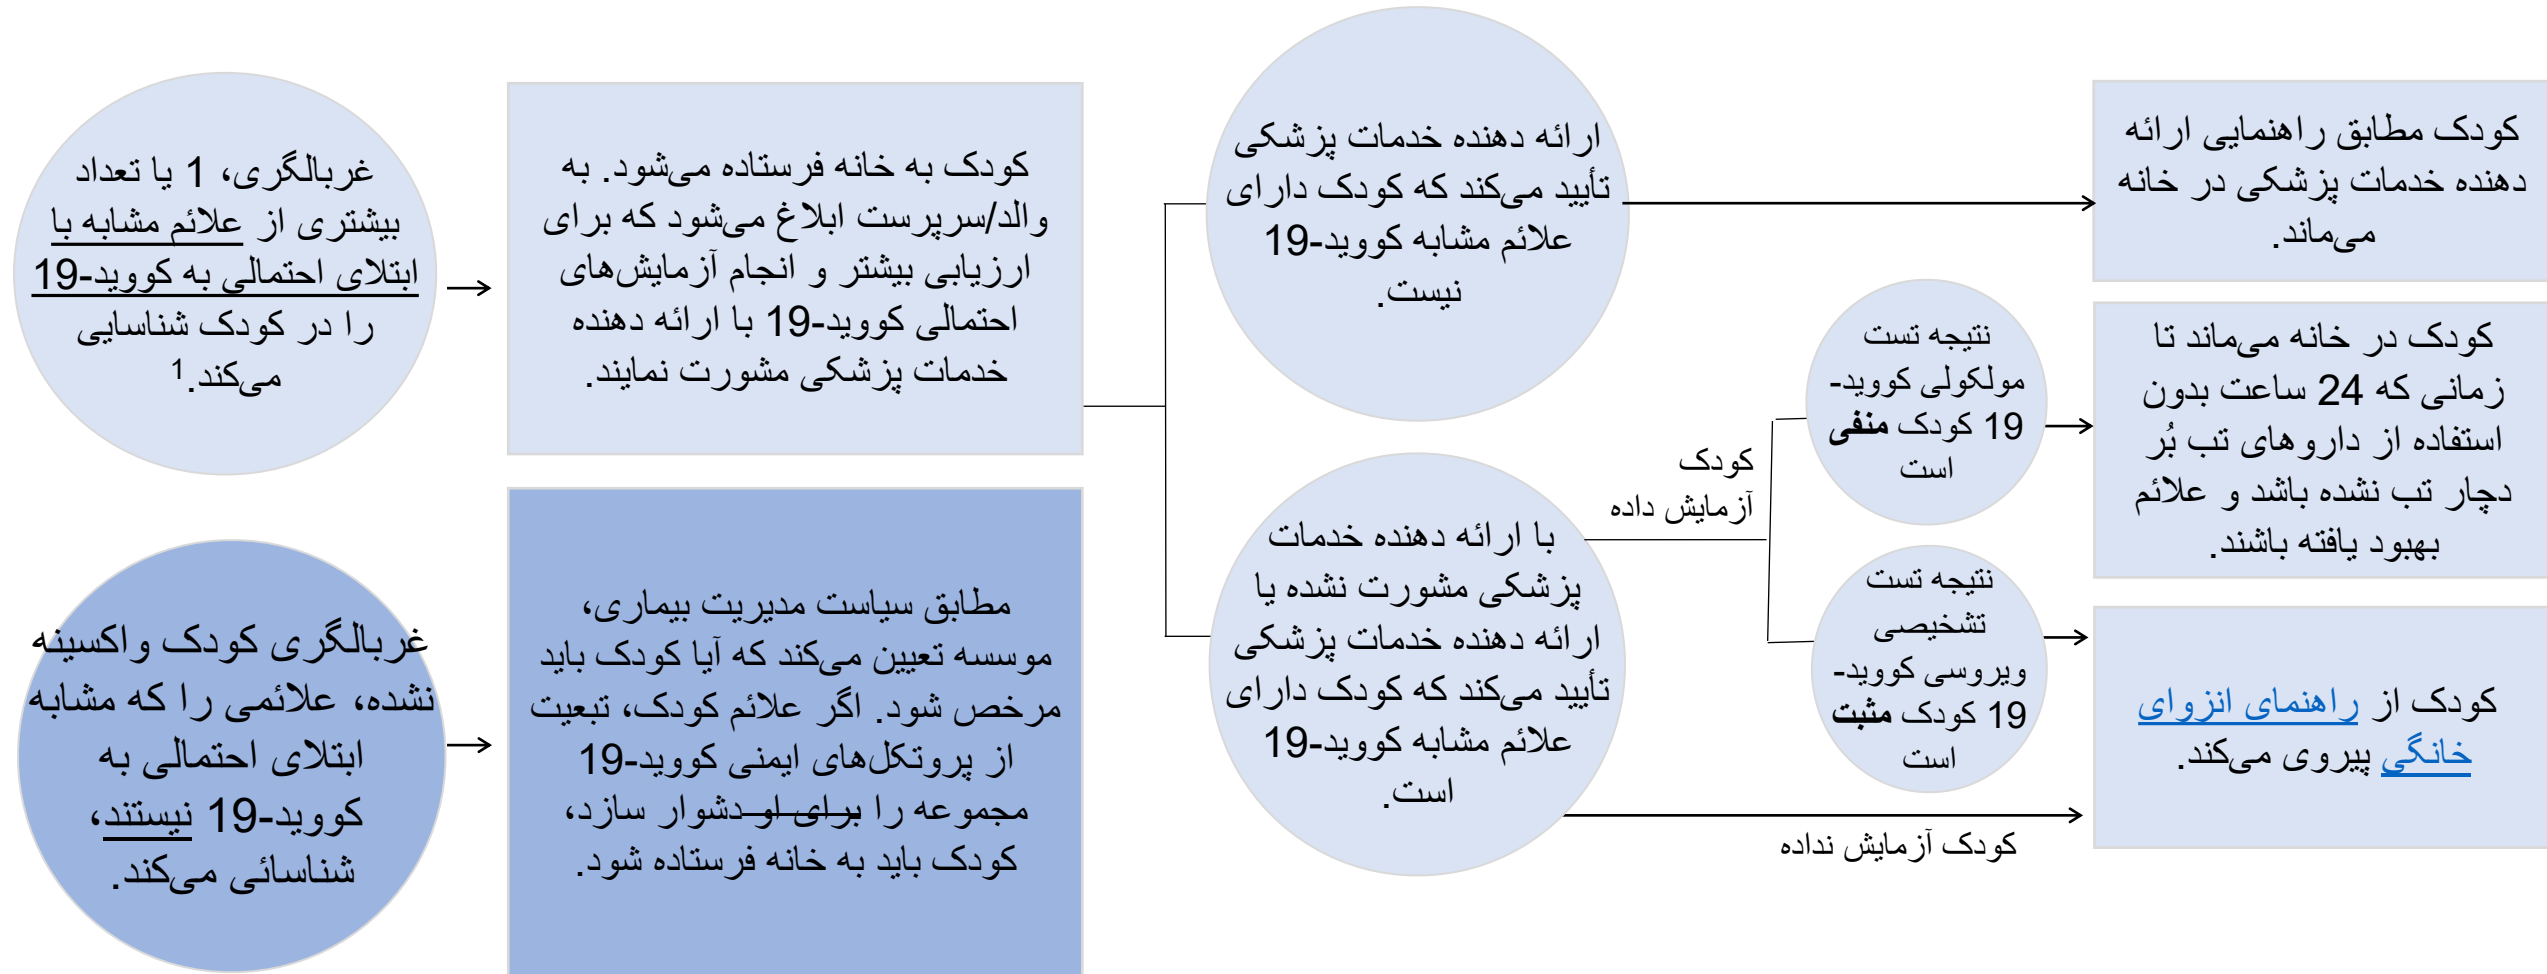 غربالگری، 1 یا تعداد
بیشتری از علائم مشابه با
ابتلای احتمالی به کووید-19
را در کودک شناسایی
می‌کند.1
کودک به خانه فرستاده می‌شود. به
والد/سرپرست ابلاغ می‌شود که برای
ارزیابی بیشتر و انجام آزمایش‌های
احتمالی کووید-19 با ارائه دهنده
خدمات پزشکی مشورت نمایند.
ارائه دهنده خدمات پزشکی
تأیید می‌کند که کودک دارای
علائم مشابه کووید-19
نیست.
کودک مطابق راهنمایی ارائه
دهنده خدمات پزشکی در خانه
می‌ماند.
با ارائه دهنده خدمات
پزشکی مشورت نشده یا
ارائه دهنده خدمات پزشکی
تأیید می‌کند که کودک دارای
علائم مشابه کووید-19
است.
کودک
آزمایش داده
نتیجه تست
مولکولی کووید-
19 کودک منفی
است
کودک در خانه می‌ماند تا
زمانی که 24 ساعت بدون
استفاده از داروهای تب بُر
دچار تب نشده باشد و علائم
بهبود یافته باشند.
نتیجه تست
تشخیصی
ویروسی کووید-
19 کودک مثبت
است
کودک از راهنمای انزوای
خانگی پیروی می‌کند.
کودک آزمایش نداده
غربالگری کودک واکسینه
نشده، علائمی را که مشابه
ابتلای احتمالی به
کووید-19 نیستند،
شناسائی می‌کند.
مطابق سیاست مدیریت بیماری،
موسسه تعیین می‌کند که آیا کودک باید
مرخص شود. اگر علائم کودک، تبعیت
از پروتکل‌های ایمنی کووید-19
مجموعه را برای او دشوار سازد،
کودک باید به خانه فرستاده شود.